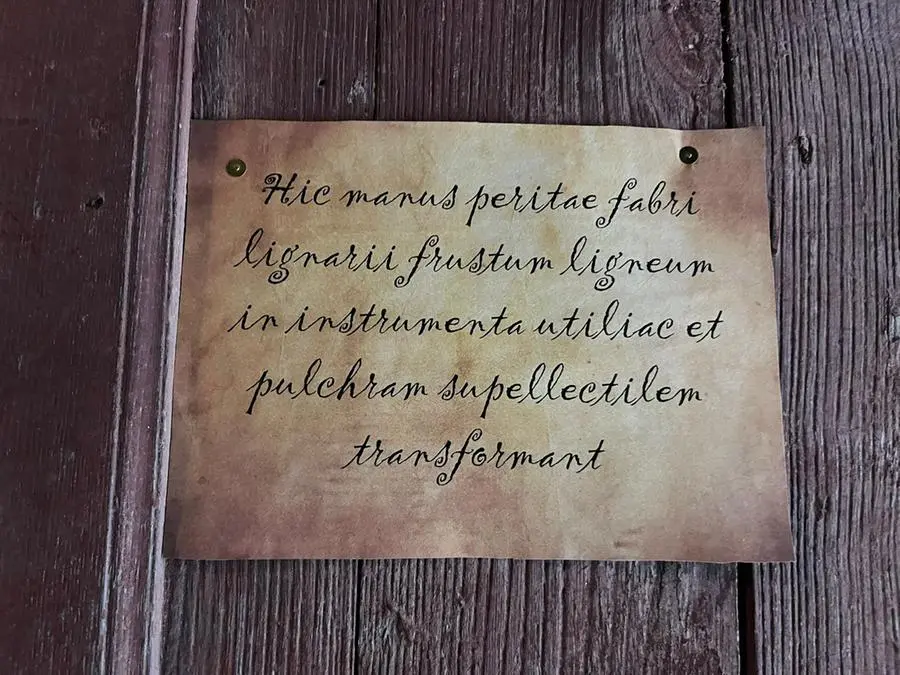 Hic manus peritae fabri
lignarii frustum ligneum
in instrumenta utiliac et
pulchram supellectilem
transformant